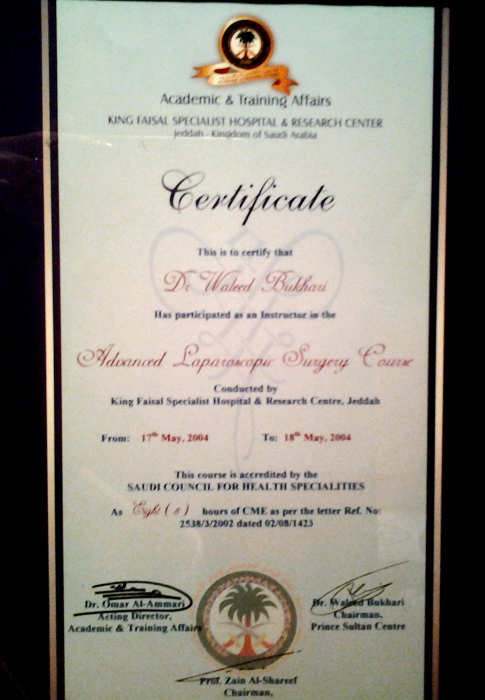 Academic & Training Affairs
KING FAISAL SPECIALIST HOSPITAL & RESEARCH CENTER
Jeddah - Kingdom of Saudi Arabia
Certificate
This is to certify that
Dr Waleed Bukhari
Has participated as an Instructor in the
Advanced Laparoscopic Surgery Course
Conducted by
King Faisal Specialist Hospital & Research Centre, Jeddah
From: 17th May, 2004 To: 18th May, 2004
This course is accredited by the
SAUDI COUNCIL FOR HEALTH SPECIALITIES
As Eight (8) hours of CME as per the letter Ref. No:
2538/3/2002 dated 02/08/1423
Dr. Omar Al-Ammari
Acting Director,
Academic & Training Affairs
Dr. Waleed Bukhari
Chairman,
Prince Sultan Centre
Prof. Zain Al-Shareef
Chairman,